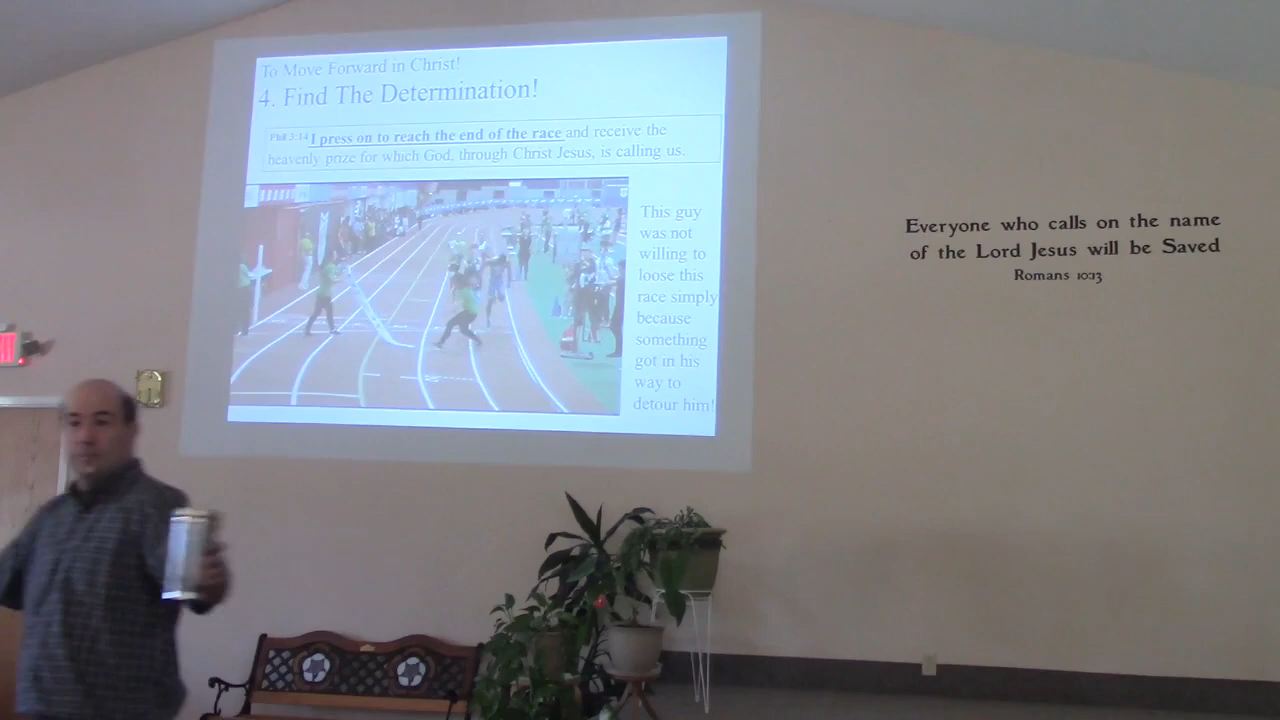 To Move Forward in Christ!
4. Find The Determination!
Phil 3:14 I press on to reach the end of the race and receive the
heavenly prize for which God, through Christ Jesus, is calling us.
This guy
was not
willing to
loose this
race simply
because
something
got in his
way to
detour him!
Everyone who calls on the name
of the Lord Jesus will be Saved
Romans 10:13